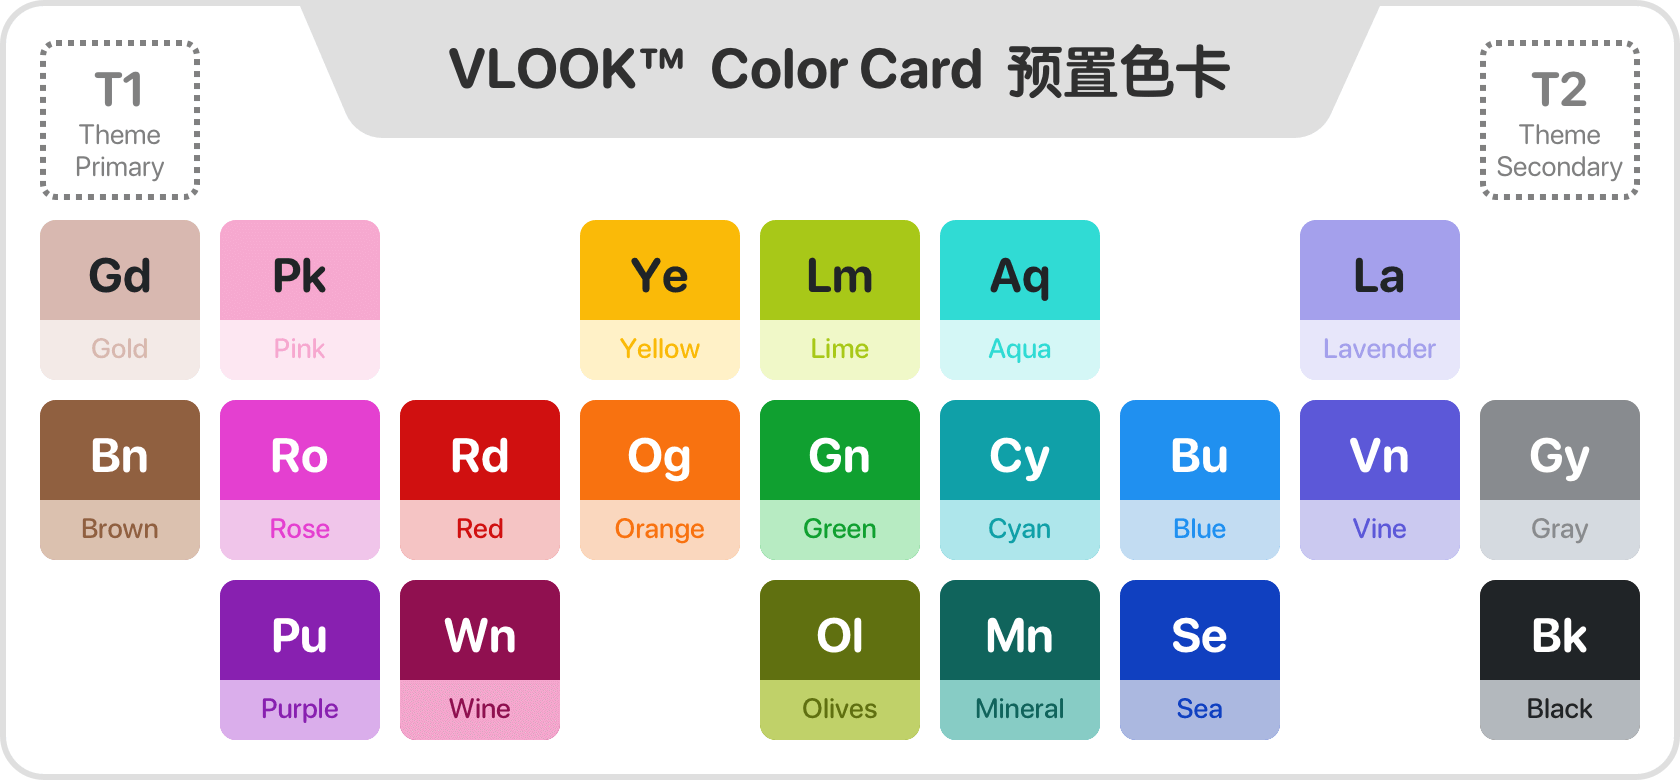 VLOOK™ Color Card 预置色卡
T1
Theme
Primary
T2
Theme
Secondary
Gd
Gold
Pk
Pink
Ye
Yellow
Lm
Lime
Aq
Aqua
La
Lavender
Bn
Brown
Ro
Rose
Rd
Red
Og
Orange
Gn
Green
Cy
Cyan
Bu
Blue
Vn
Vine
Gy
Gray
Pu
Purple
Wn
Wine
Ol
Olives
Mn
Mineral
Se
Sea
Bk
Black